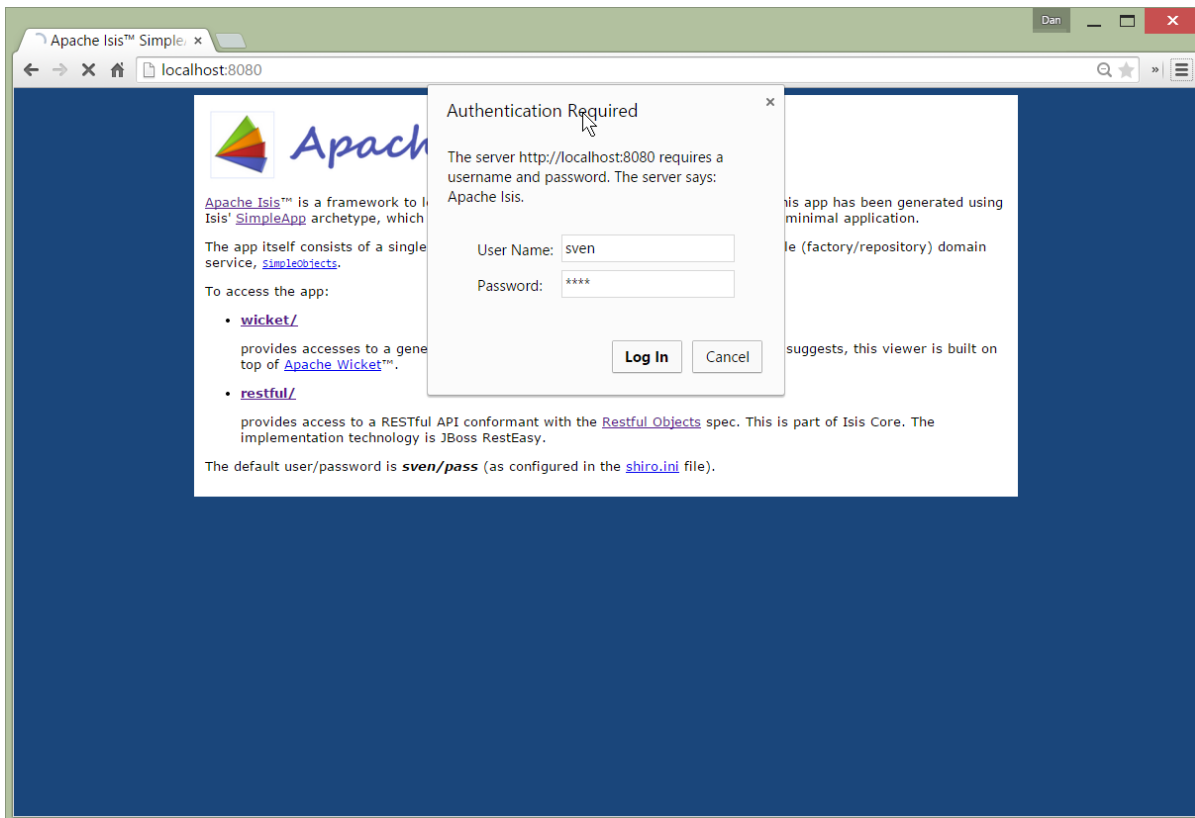 Dan
Apache Isis™ Simple
localhost:8080
Authentication Required
The server http://localhost:8080 requires a
username and password. The server says:
Apache Isis.
User Name: sven
Password: ****
Log In Cancel
Apach
Apache Isis™ is a framework to his app has been generated using
Isis' SimpleApp archetype, which minimal application.
The app itself consists of a single (factory/repository) domain
service, SimpleObjects.
To access the app:
• wicket/
provides accesses to a gene suggests, this viewer is built on
top of Apache Wicket™.
• restful/
provides access to a RESTful API conformant with the Restful Objects spec. This is part of Isis Core. The
implementation technology is JBoss RestEasy.
The default user/password is sven/pass (as configured in the shiro.ini file).